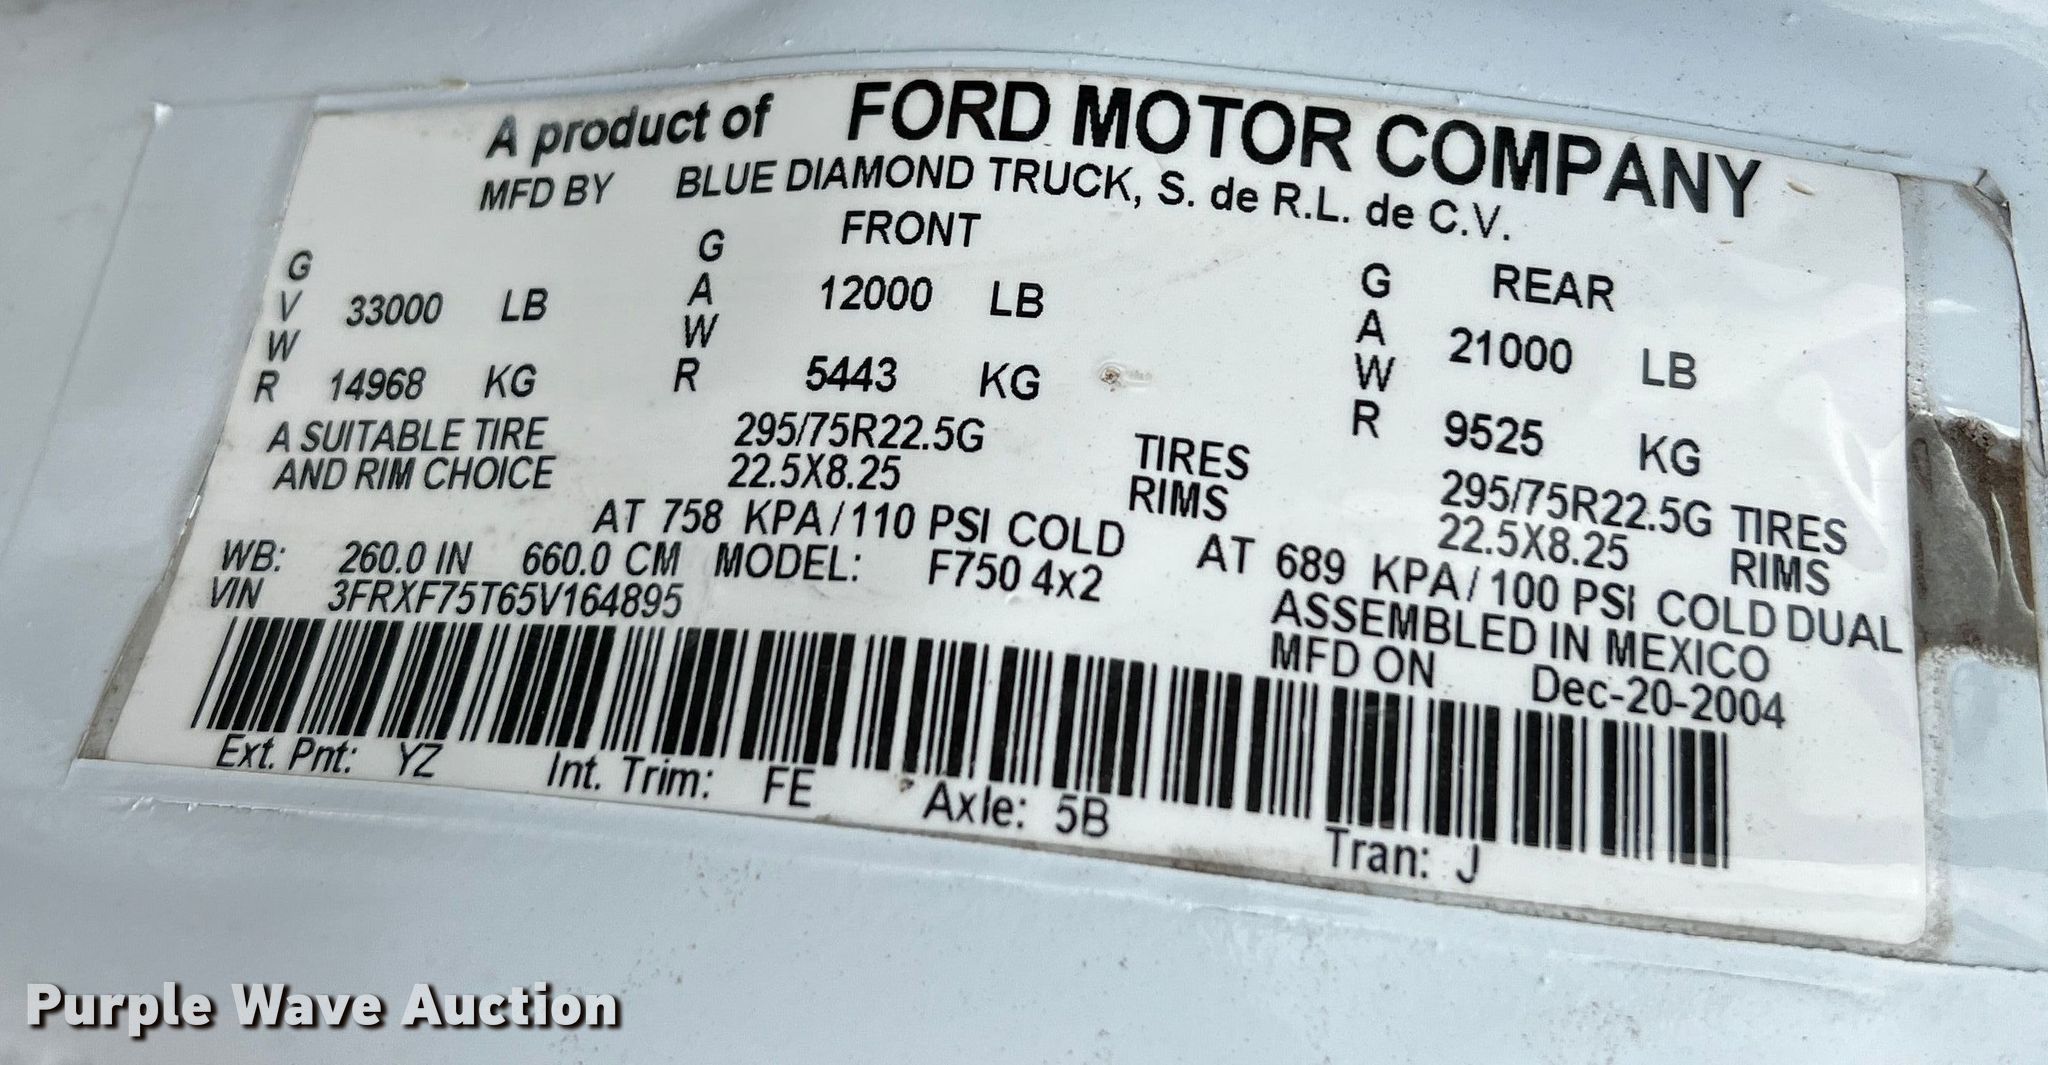 A product of FORD MOTOR COMPANY
MFD BY BLUE DIAMOND TRUCK, S. de R.L. de C.V.
GVWR 33000 LB
14968 KG
GAWR FRONT
12000 LB
5443 KG
GAWR REAR
21000 LB
9525 KG
A SUITABLE TIRE 295/75R22.5G TIRES 295/75R22.5G TIRES
AND RIM CHOICE 22.5X8.25 RIMS 22.5X8.25 RIMS
AT 758 KPA/110 PSI COLD AT 689 KPA/100 PSI COLD DUAL
WB: 260.0 IN 660.0 CM MODEL: F750 4x2 ASSEMBLED IN MEXICO
VIN 3FRXF75T65V164895 MFD ON Dec-20-2004
Ext. Pnt: YZ Int. Trim: FE Axle: 5B Tran: J
Purple Wave Auction